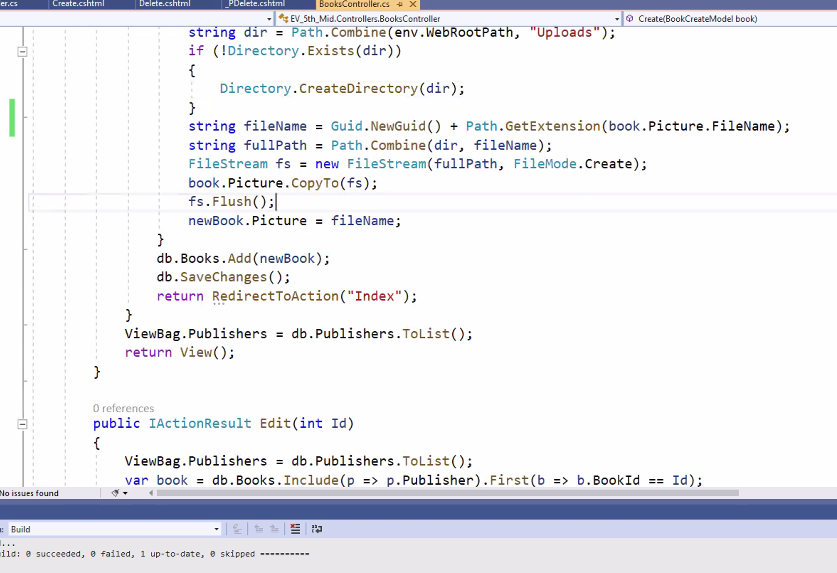 er.cs Create.cshtml Delete.cshtml _PDelete.cshtml BooksController.cs
EV_5th_Mid.Controllers.BooksController Create(BookCreateModel book)
string dir = Path.Combine(env.WebRootPath, "Uploads");
if (!Directory.Exists(dir))
{
Directory.CreateDirectory(dir);
}
string fileName = Guid.NewGuid() + Path.GetExtension(book.Picture.FileName);
string fullPath = Path.Combine(dir, fileName);
FileStream fs = new FileStream(fullPath, FileMode.Create);
book.Picture.CopyTo(fs);
fs.Flush();
newBook.Picture = fileName;
}
db.Books.Add(newBook);
db.SaveChanges();
return RedirectToAction("Index");
}
ViewBag.Publishers = db.Publishers.ToList();
return View();
}
0 references
public IActionResult Edit(int Id)
{
ViewBag.Publishers = db.Publishers.ToList();
var book = db.Books.Include(p => p.Publisher).First(b => b.BookId == Id);
No issues found
: Build
d...
ild: 0 succeeded, 0 failed, 1 up-to-date, 0 skipped ----------